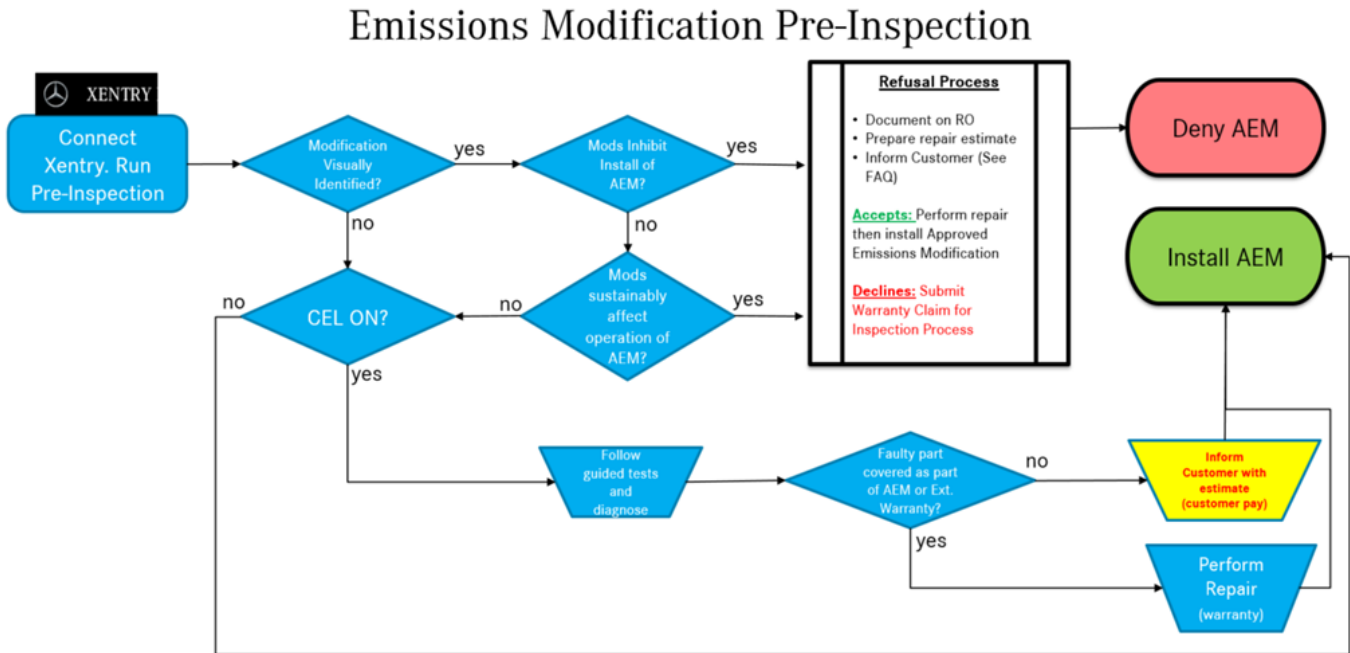 Emissions Modification Pre-Inspection
XENTRY
Connect
Xentry. Run
Pre-Inspection
Modification
Visually
Identified?
yes
Mods Inhibit
Install of
AEM?
yes
Refusal Process
• Document on RO
• Prepare repair estimate
• Inform Customer (See
FAQ)
Accepts: Perform repair
then install Approved
Emissions Modification
Declines: Submit
Warranty Claim for
Inspection Process
Deny AEM
no
no
Install AEM
no
CEL ON?
no
Mods
sustainably
affect
operation of
AEM?
yes
yes
Follow
guided tests
and
diagnose
Faulty part
covered as part
of AEM or Ext.
Warranty?
no
Inform
Customer with
estimate
(customer pay)
yes
Perform
Repair
(warranty)